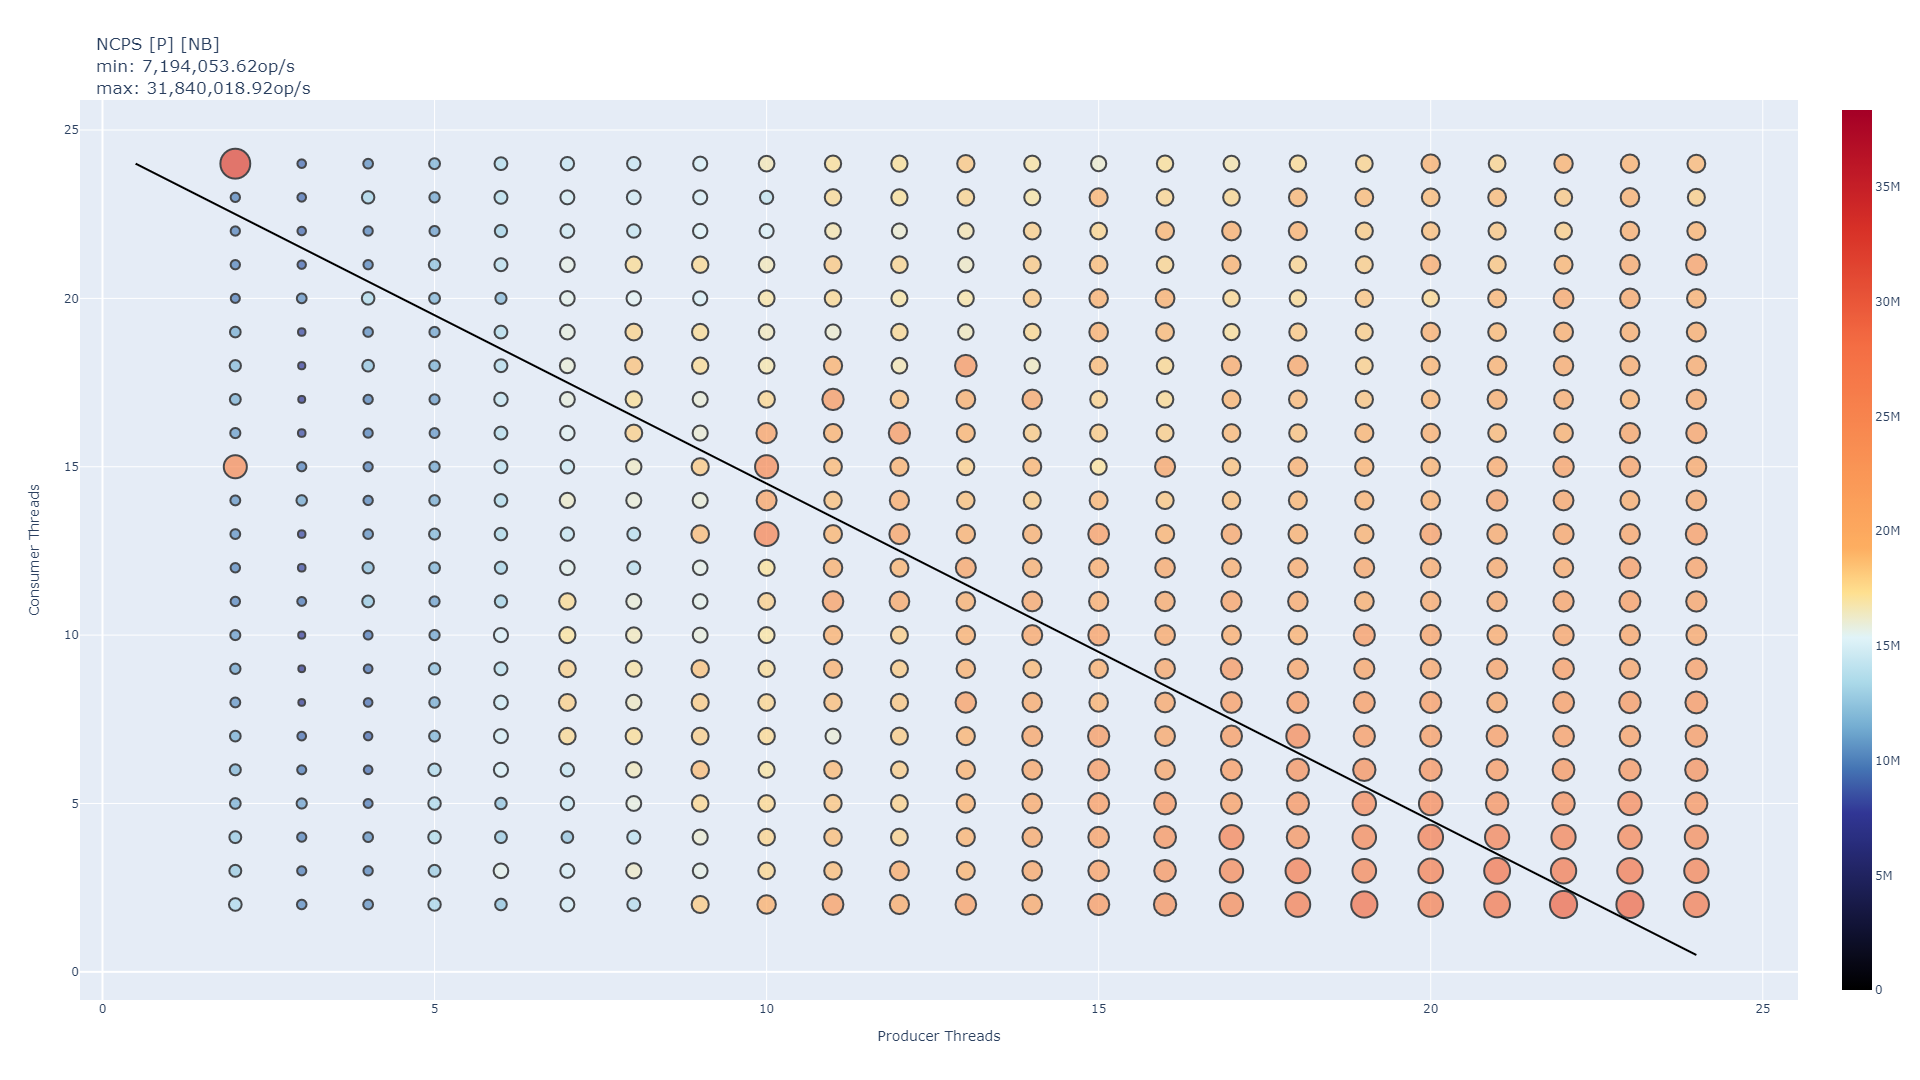 NCPS [P] [NB]
min: 7,194,053.62op/s
max: 31,840,018.92op/s
25
20
15
10
5
0
Consumer Threads
0 5 10 15 20 25
Producer Threads
35M
30M
25M
20M
15M
10M
5M
0